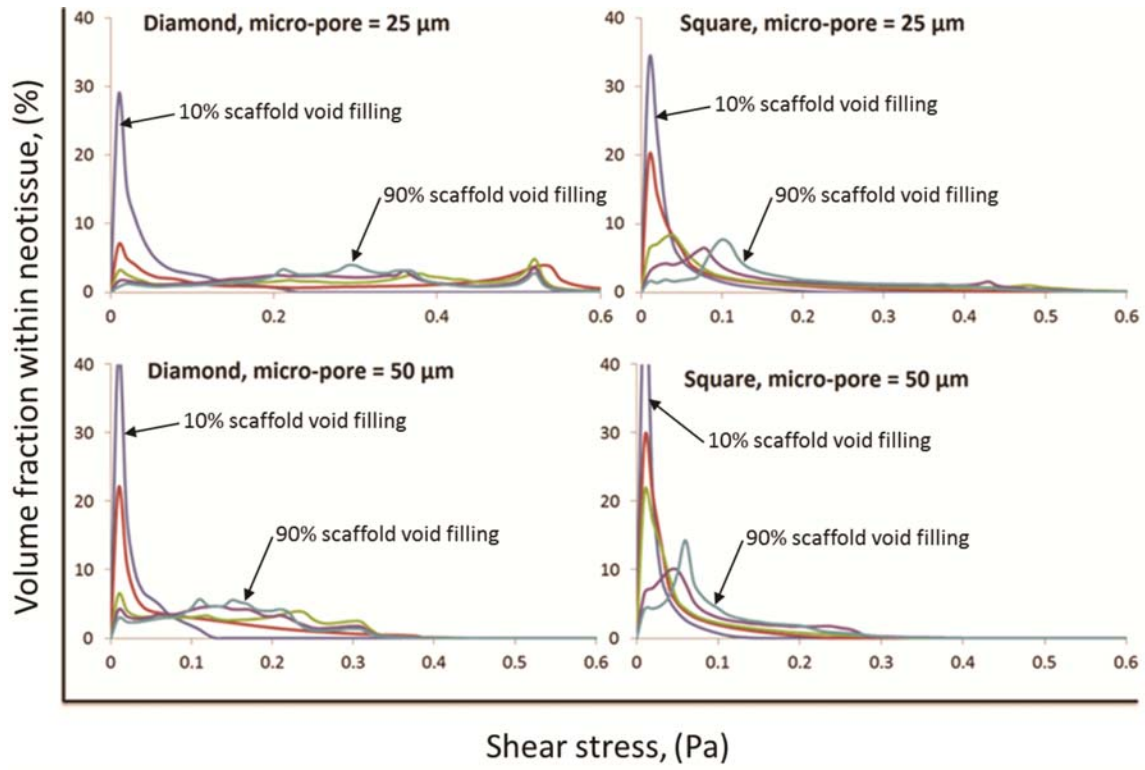 Volume fraction within neotissue, (%)
Diamond, micro-pore = 25 µm
40
30
20
10
0
10% scaffold void filling
90% scaffold void filling
0 0.2 0.4 0.6
Square, micro-pore = 25 µm
40
30
20
10
0
10% scaffold void filling
90% scaffold void filling
0 0.1 0.2 0.3 0.4 0.5 0.6
Diamond, micro-pore = 50 µm
40
30
20
10
0
10% scaffold void filling
90% scaffold void filling
0 0.1 0.2 0.3 0.4 0.5 0.6
Square, micro-pore = 50 µm
40
30
20
10
0
10% scaffold void filling
90% scaffold void filling
0 0.1 0.2 0.3 0.4 0.5 0.6
Shear stress, (Pa)